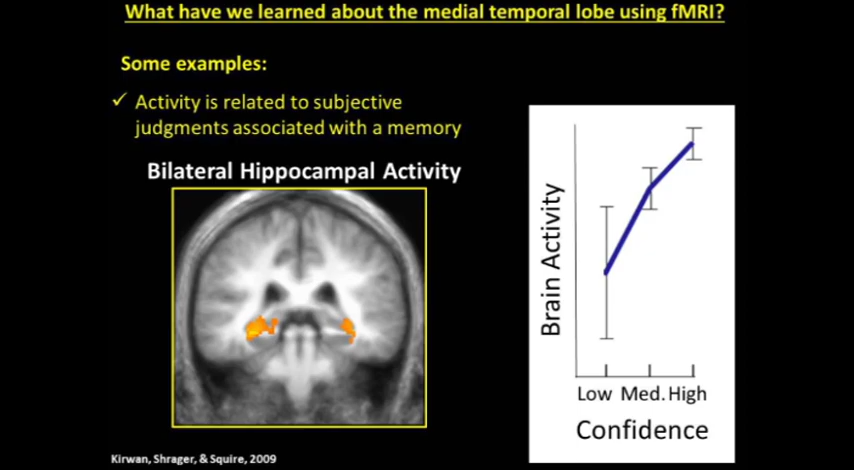 What have we learned about the medial temporal lobe using fMRI?
Some examples:
✓ Activity is related to subjective
judgments associated with a memory
Bilateral Hippocampal Activity
Brain Activity
Low Med. High
Confidence
Kirwan, Shrager, & Squire, 2009